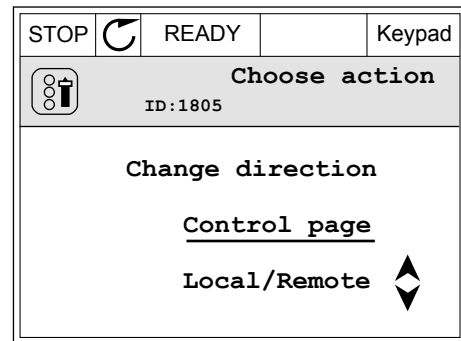 STOP READY Keypad
Choose action
ID:1805
Change direction
Control page
Local/Remote